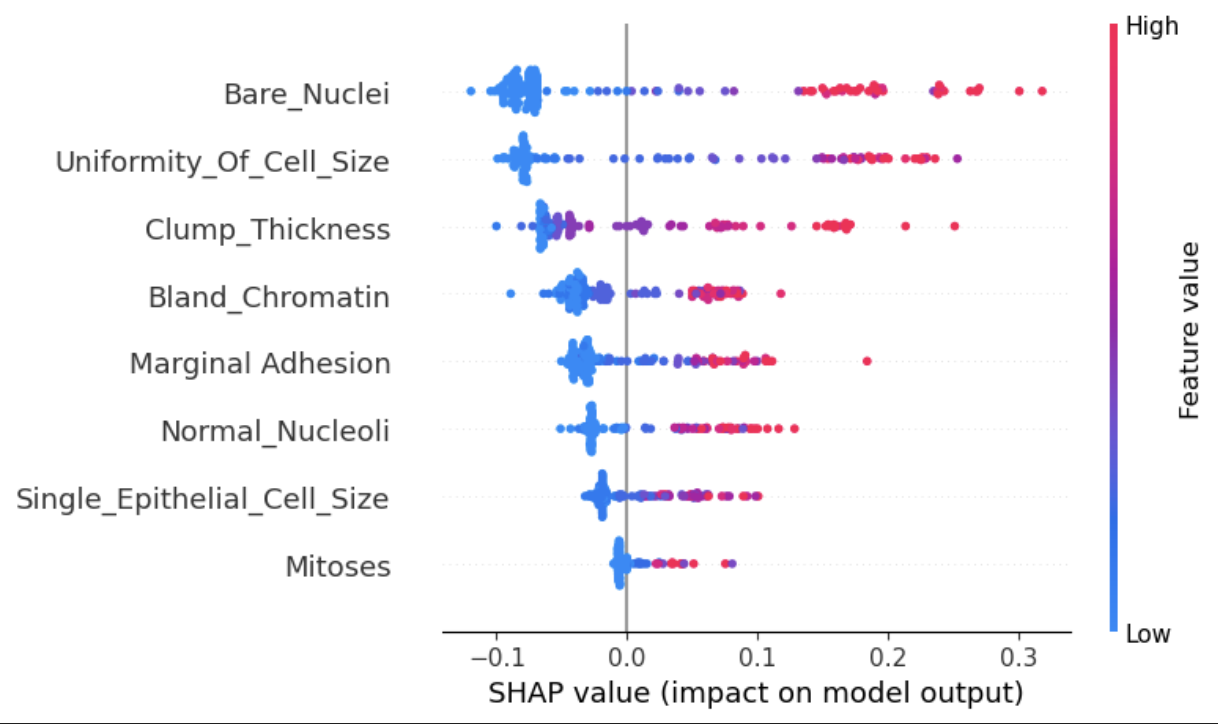 High
Bare_Nuclei
Uniformity_Of_Cell_Size
Clump_Thickness
Bland_Chromatin
Marginal Adhesion
Normal_Nucleoli
Single_Epithelial_Cell_Size
Mitoses
Feature value
Low
−0.1 0.0 0.1 0.2 0.3
SHAP value (impact on model output)